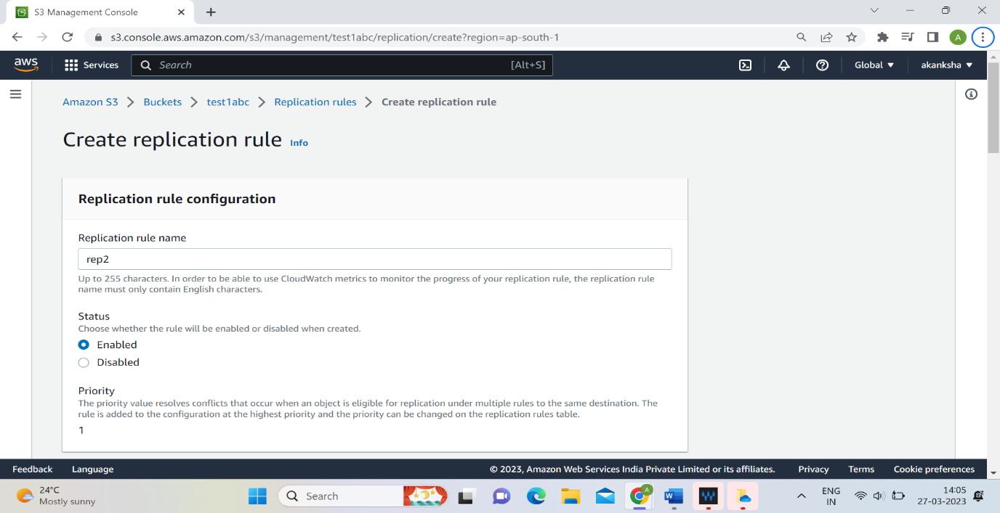 S3 Management Console
s3.console.aws.amazon.com/s3/management/test1abc/replication/create?region=ap-south-1
A
aws
Services
Search
[Alt+S]
Global
akanksha
Amazon S3 > Buckets > test1abc > Replication rules > Create replication rule
Create replication rule Info
Replication rule configuration
Replication rule name
rep2
Up to 255 characters. In order to be able to use CloudWatch metrics to monitor the progress of your replication rule, the replication rule
name must only contain English characters.
Status
Choose whether the rule will be enabled or disabled when created.
Enabled
Disabled
Priority
The priority value resolves conflicts that occur when an object is eligible for replication under multiple rules to the same destination. The
rule is added to the configuration at the highest priority and the priority can be changed on the replication rules table.
1
Feedback Language © 2023, Amazon Web Services India Private Limited or its affiliates. Privacy Terms Cookie preferences
24°C
Mostly sunny
Search
A
W
ENG
IN
14:05
27-03-2023